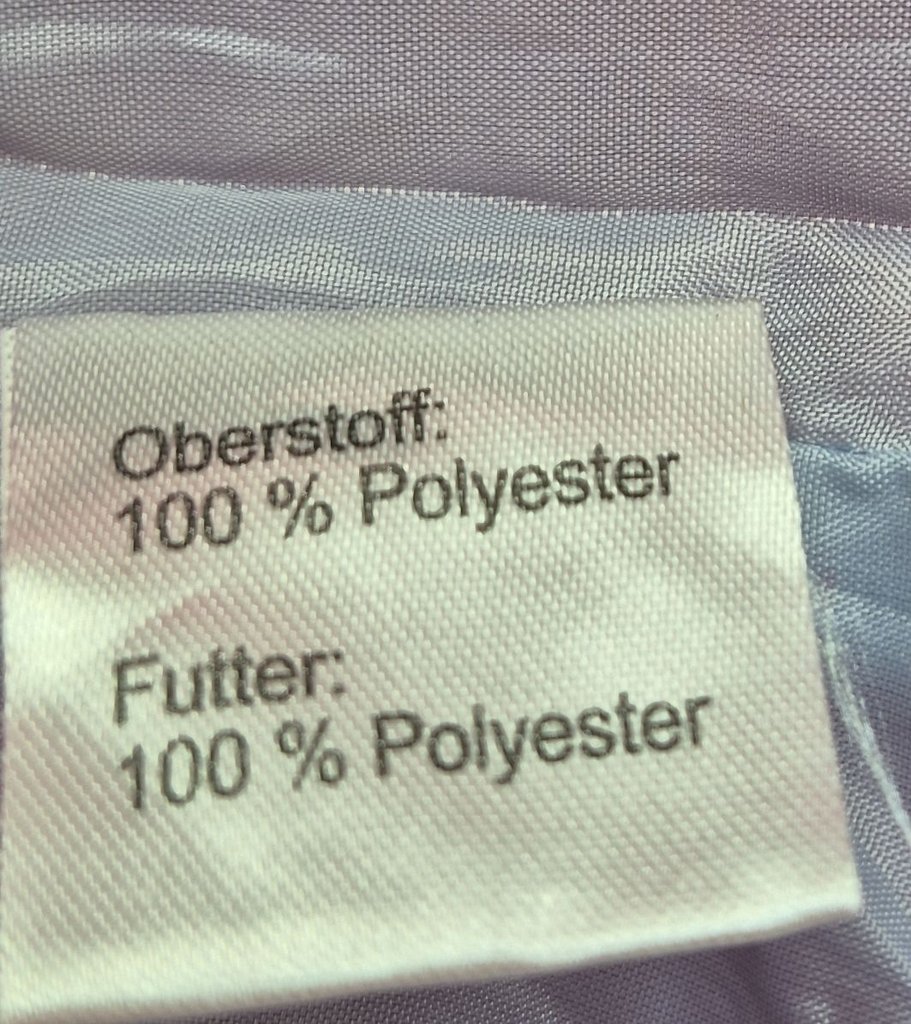 Oberstoff:
100 % Polyester
Futter:
100 % Polyester